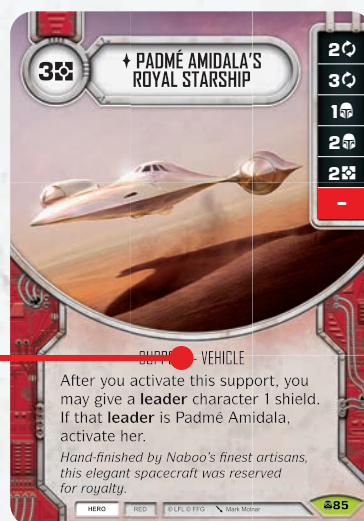 3
✦ PADMÉ AMIDALA'S
ROYAL STARSHIP
2
3
1
2
2
–
VEHICLE
After you activate this support, you
may give a leader character 1 shield.
If that leader is Padmé Amidala,
activate her.
Hand-finished by Naboo's finest artisans,
this elegant spacecraft was reserved
for royalty.
HERO
RED
© LFL © FFG
Mark Molnar
85